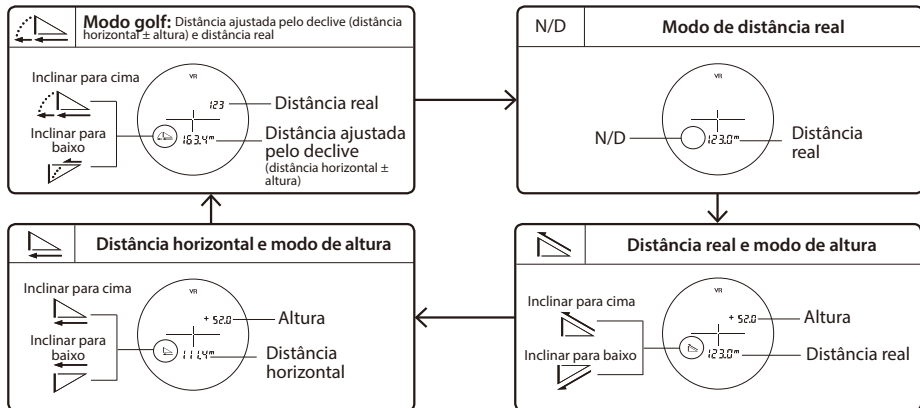 Modo golf: Distância ajustada pelo declive (distância
horizontal ± altura) e distância real
Inclinar para cima
Inclinar para
baixo
VR
123
163.4m
Distância real
Distância ajustada
pelo declive
(distância horizontal ±
altura)
N/D
Modo de distância real
VR
N/D
123.0m
Distância
real
Distância horizontal e modo de altura
Inclinar para cima
Inclinar para
baixo
VR
+ 52.0
111.4m
Altura
Distância
horizontal
Distância real e modo de altura
Inclinar para cima
Inclinar para baixo
VR
+ 52.0
123.0m
Altura
Distância real